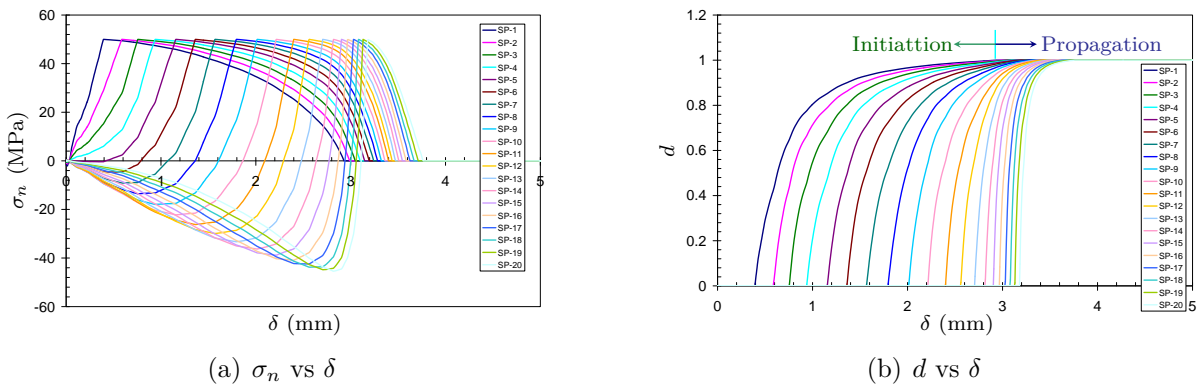 60
40
20
0
-20
-40
-60
σn (MPa)
0 1 2 3 4 5
δ (mm)
SP-1
SP-2
SP-3
SP-4
SP-5
SP-6
SP-7
SP-8
SP-9
SP-10
SP-11
SP-12
SP-13
SP-14
SP-15
SP-16
SP-17
SP-18
SP-19
SP-20
(a) σn vs δ
1.2
1
0.8
0.6
0.4
0.2
0
d
Initiattion Propagation
0 1 2 3 4 5
δ (mm)
SP-1
SP-2
SP-3
SP-4
SP-5
SP-6
SP-7
SP-8
SP-9
SP-10
SP-11
SP-12
SP-13
SP-14
SP-15
SP-16
SP-17
SP-18
SP-19
SP-20
(b) d vs δ